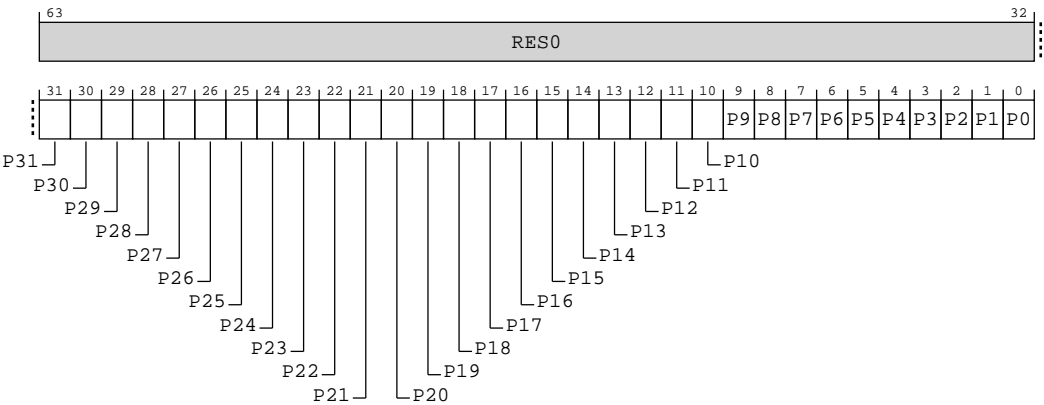 63 32
RES0
31 30 29 28 27 26 25 24 23 22 21 20 19 18 17 16 15 14 13 12 11 10 9 8 7 6 5 4 3 2 1 0
P9 P8 P7 P6 P5 P4 P3 P2 P1 P0
P31 P10
P30 P11
P29 P12
P28 P13
P27 P14
P26 P15
P25 P16
P24 P17
P23 P18
P22 P19
P21 P20